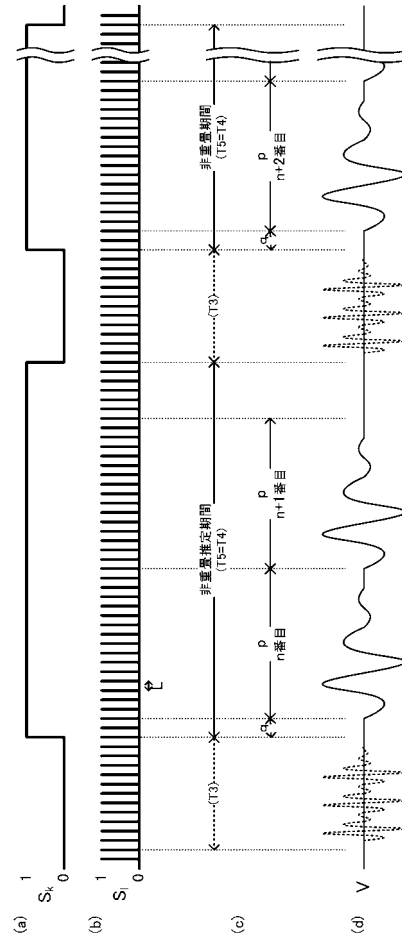 (a)
1
Sk
0
(b)
1
Sl
0
(c)
(T3)
非重畳推定期間
(T5=T4)
(T3)
非重畳期間
(T5=T4)
q
p
n番目
p
n+1番目
q
p
n+2番目
(d)
V